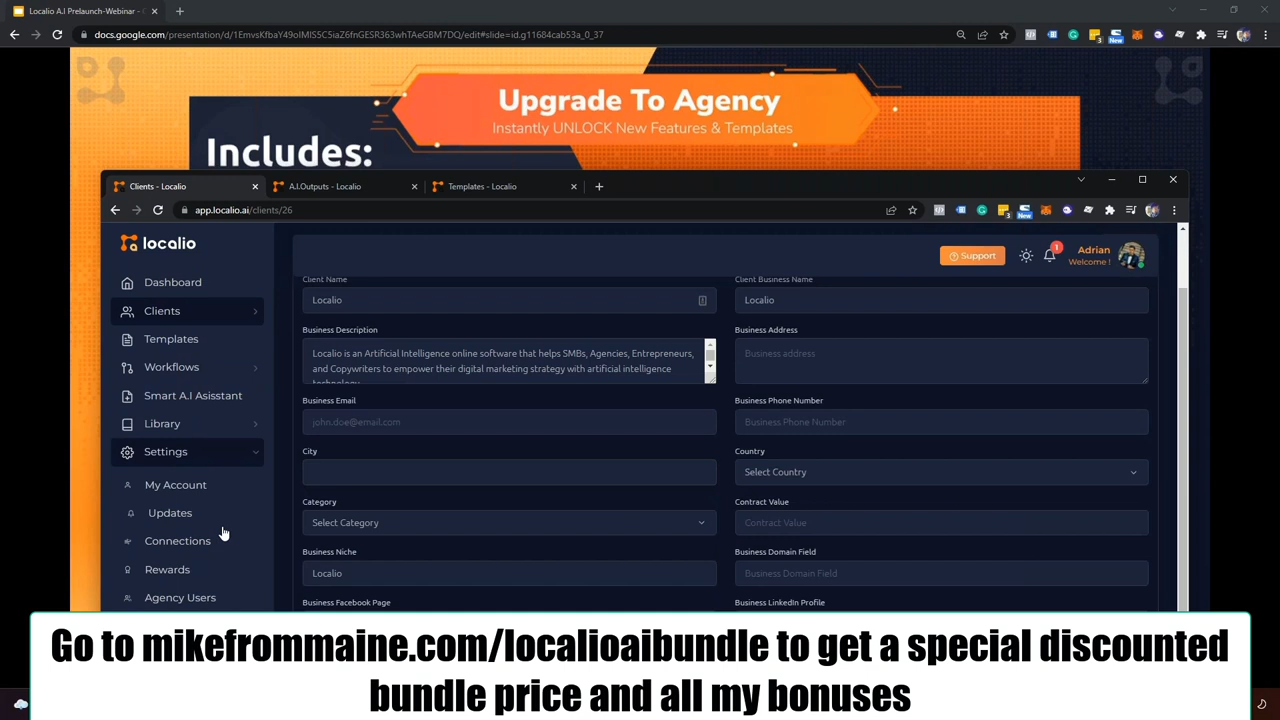 Localio A.I Prelaunch-Webinar -
docs.google.com/presentation/d/1EmvsKfbaY49oIMIS5C5iaZ6fnGESR363whTAeGBM7DQ/edit#slide=id.g11684cab53a_0_37
New
Upgrade To Agency
Instantly UNLOCK New Features & Templates
Includes:
Clients - Localio
A.I.Outputs - Localio
Templates - Localio
app.localio.ai/clients/26
New
localio
Support
1
Adrian
Welcome !
Dashboard
Clients
Templates
Workflows
Smart A.I Asisstant
Library
Settings
My Account
Updates
Connections
Rewards
Agency Users
Client Name
Client Business Name
Localio
Localio
Business Description
Business Address
Localio is an Artificial Intelligence online software that helps SMBs, Agencies, Entrepreneurs,
and Copywriters to empower their digital marketing strategy with artificial intelligence
technology
Business address
Business Email
Business Phone Number
john.doe@email.com
Business Phone Number
City
Country
Select Country
Category
Contract Value
Select Category
Contract Value
Business Niche
Business Domain Field
Localio
Business Domain Field
Business Facebook Page
Business LinkedIn Profile
Go to mikefrommaine.com/localioaibundle to get a special discounted
bundle price and all my bonuses